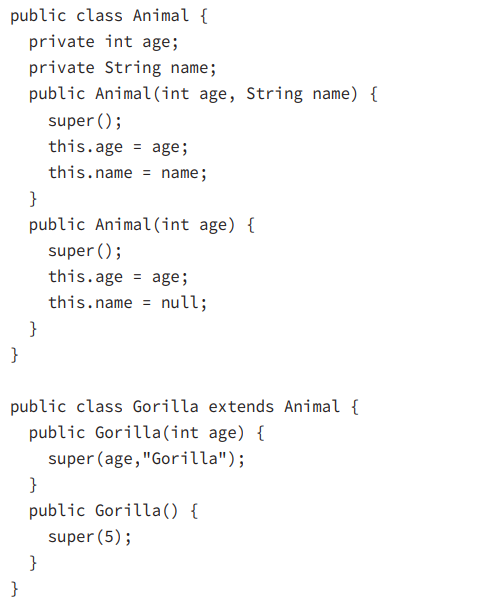 public class Animal {
  private int age;
  private String name;
  public Animal(int age, String name) {
    super();
    this.age = age;
    this.name = name;
  }
  public Animal(int age) {
    super();
    this.age = age;
    this.name = null;
  }
}

public class Gorilla extends Animal {
  public Gorilla(int age) {
    super(age,"Gorilla");
  }
  public Gorilla() {
    super(5);
  }
}